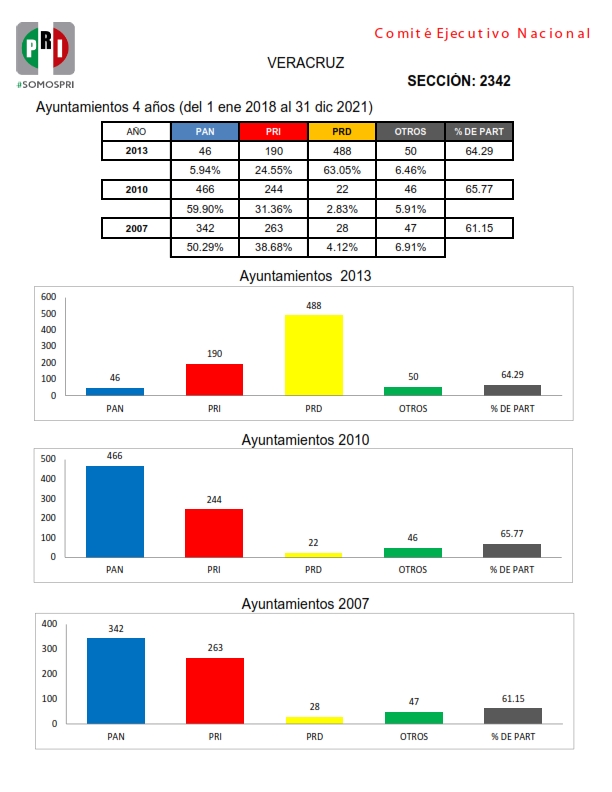 Comité Ejecutivo Nacional
PRI
#SOMOSPRI
VERACRUZ
SECCIÓN: 2342
Ayuntamientos 4 años (del 1 ene 2018 al 31 dic 2021)
AÑO PAN PRI PRD OTROS % DE PART
2013 46 190 488 50 64.29
5.94% 24.55% 63.05% 6.46%
2010 466 244 22 46 65.77
59.90% 31.36% 2.83% 5.91%
2007 342 263 28 47 61.15
50.29% 38.68% 4.12% 6.91%
Ayuntamientos 2013
600
500
400
300
200
100
0
46 190 488 50 64.29
PAN PRI PRD OTROS % DE PART
Ayuntamientos 2010
500
400
300
200
100
0
466 244 22 46 65.77
PAN PRI PRD OTROS % DE PART
Ayuntamientos 2007
400
300
200
100
0
342 263 28 47 61.15
PAN PRI PRD OTROS % DE PART